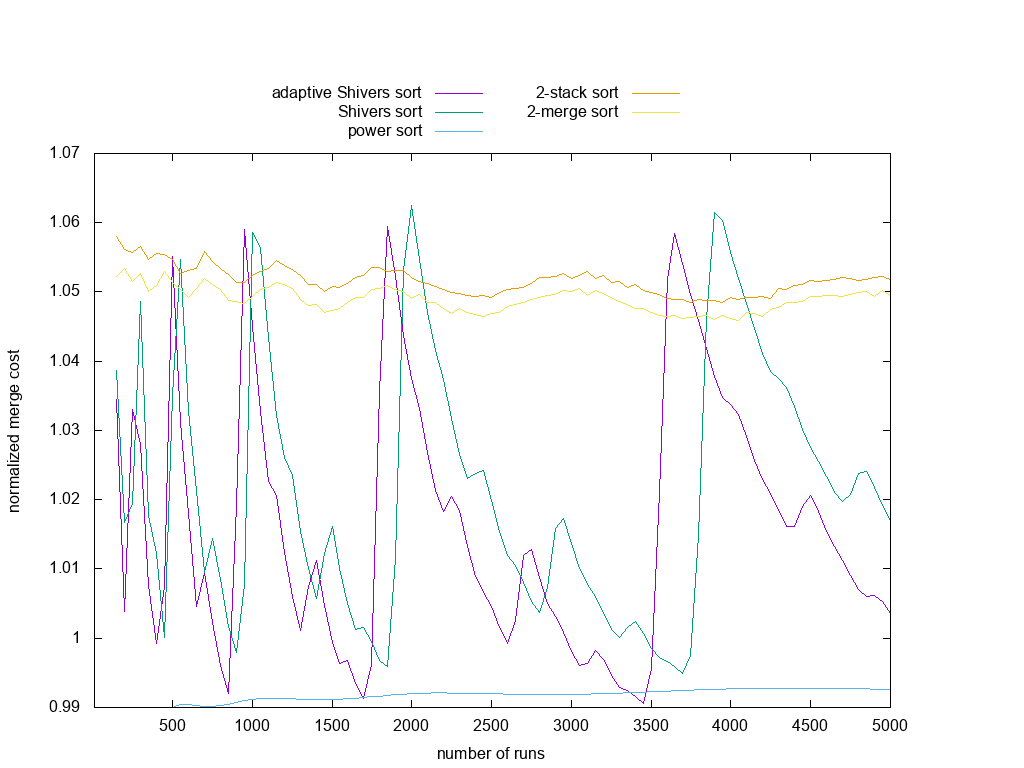 adaptive Shivers sort
Shivers sort
power sort
2-stack sort
2-merge sort
1.07
1.06
1.05
1.04
1.03
1.02
1.01
1
0.99
normalized merge cost
500 1000 1500 2000 2500 3000 3500 4000 4500 5000
number of runs